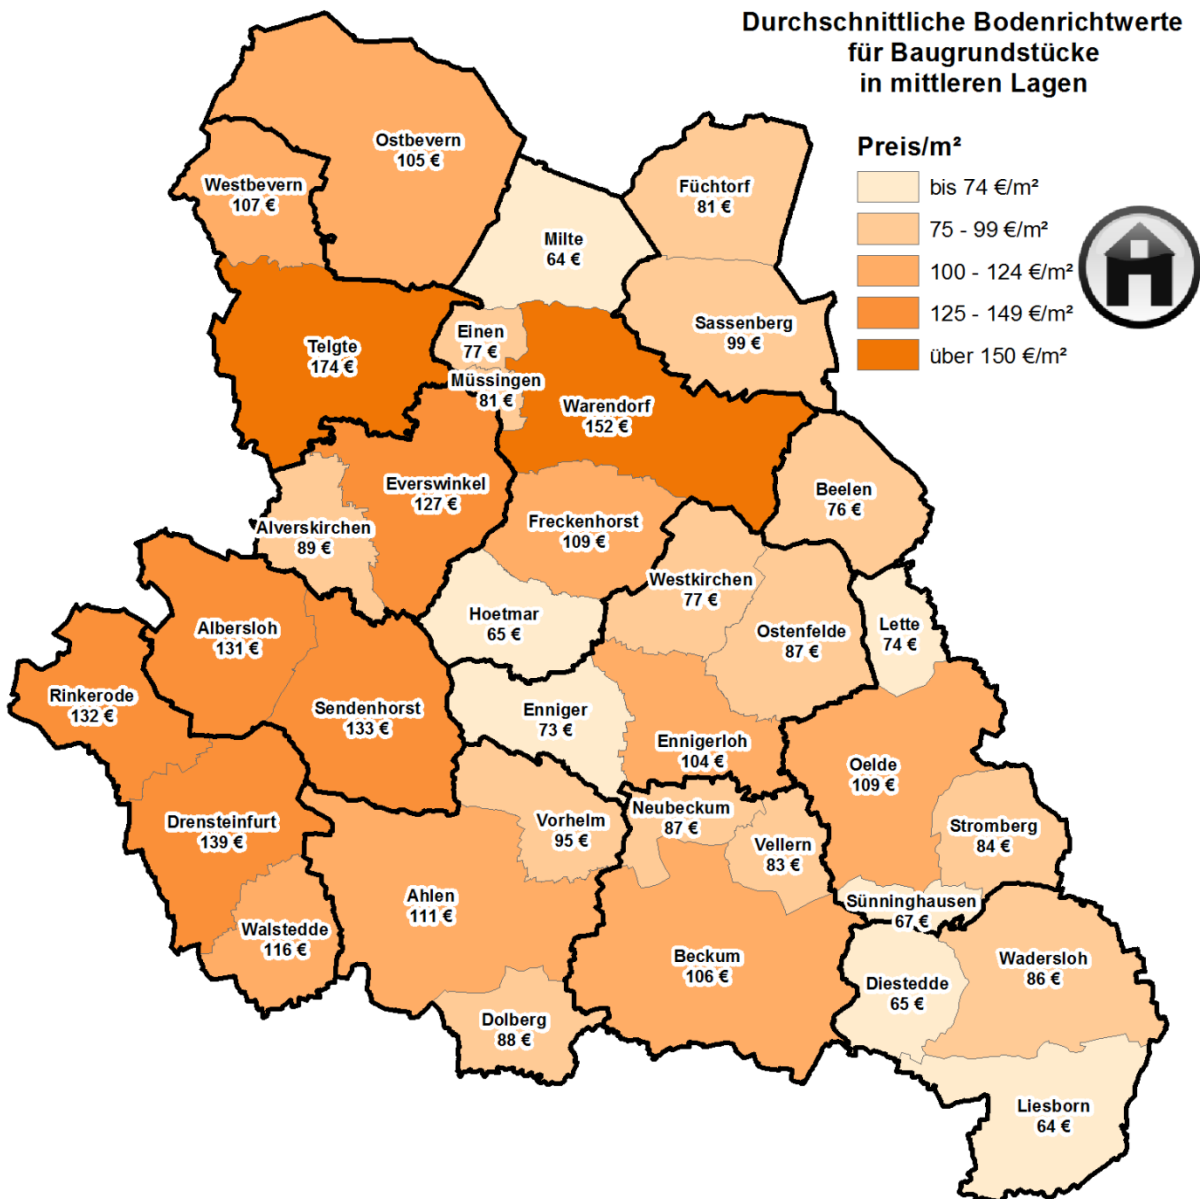 Durchschnittliche Bodenrichtwerte
für Baugrundstücke
in mittleren Lagen
Preis/m²
bis 74 €/m²
75 - 99 €/m²
100 - 124 €/m²
125 - 149 €/m²
über 150 €/m²
Ostbevern
105 €
Westbevern
107 €
Füchtorf
81 €
Milte
64 €
Sassenberg
99 €
Einen
77 €
Telgte
174 €
Müssingen
81 €
Warendorf
152 €
Everswinkel
127 €
Beelen
76 €
Alverskirchen
89 €
Freckenhorst
109 €
Westkirchen
77 €
Hoetmar
65 €
Albersloh
131 €
Ostenfelde
87 €
Lette
74 €
Rinkerode
132 €
Sendenhorst
133 €
Enniger
73 €
Ennigerloh
104 €
Oelde
109 €
Drensteinfurt
139 €
Vorhelm
95 €
Neubeckum
87 €
Vellern
83 €
Stromberg
84 €
Ahlen
111 €
Sünninghausen
67 €
Walstedde
116 €
Beckum
106 €
Diestedde
65 €
Wadersloh
86 €
Dolberg
88 €
Liesborn
64 €